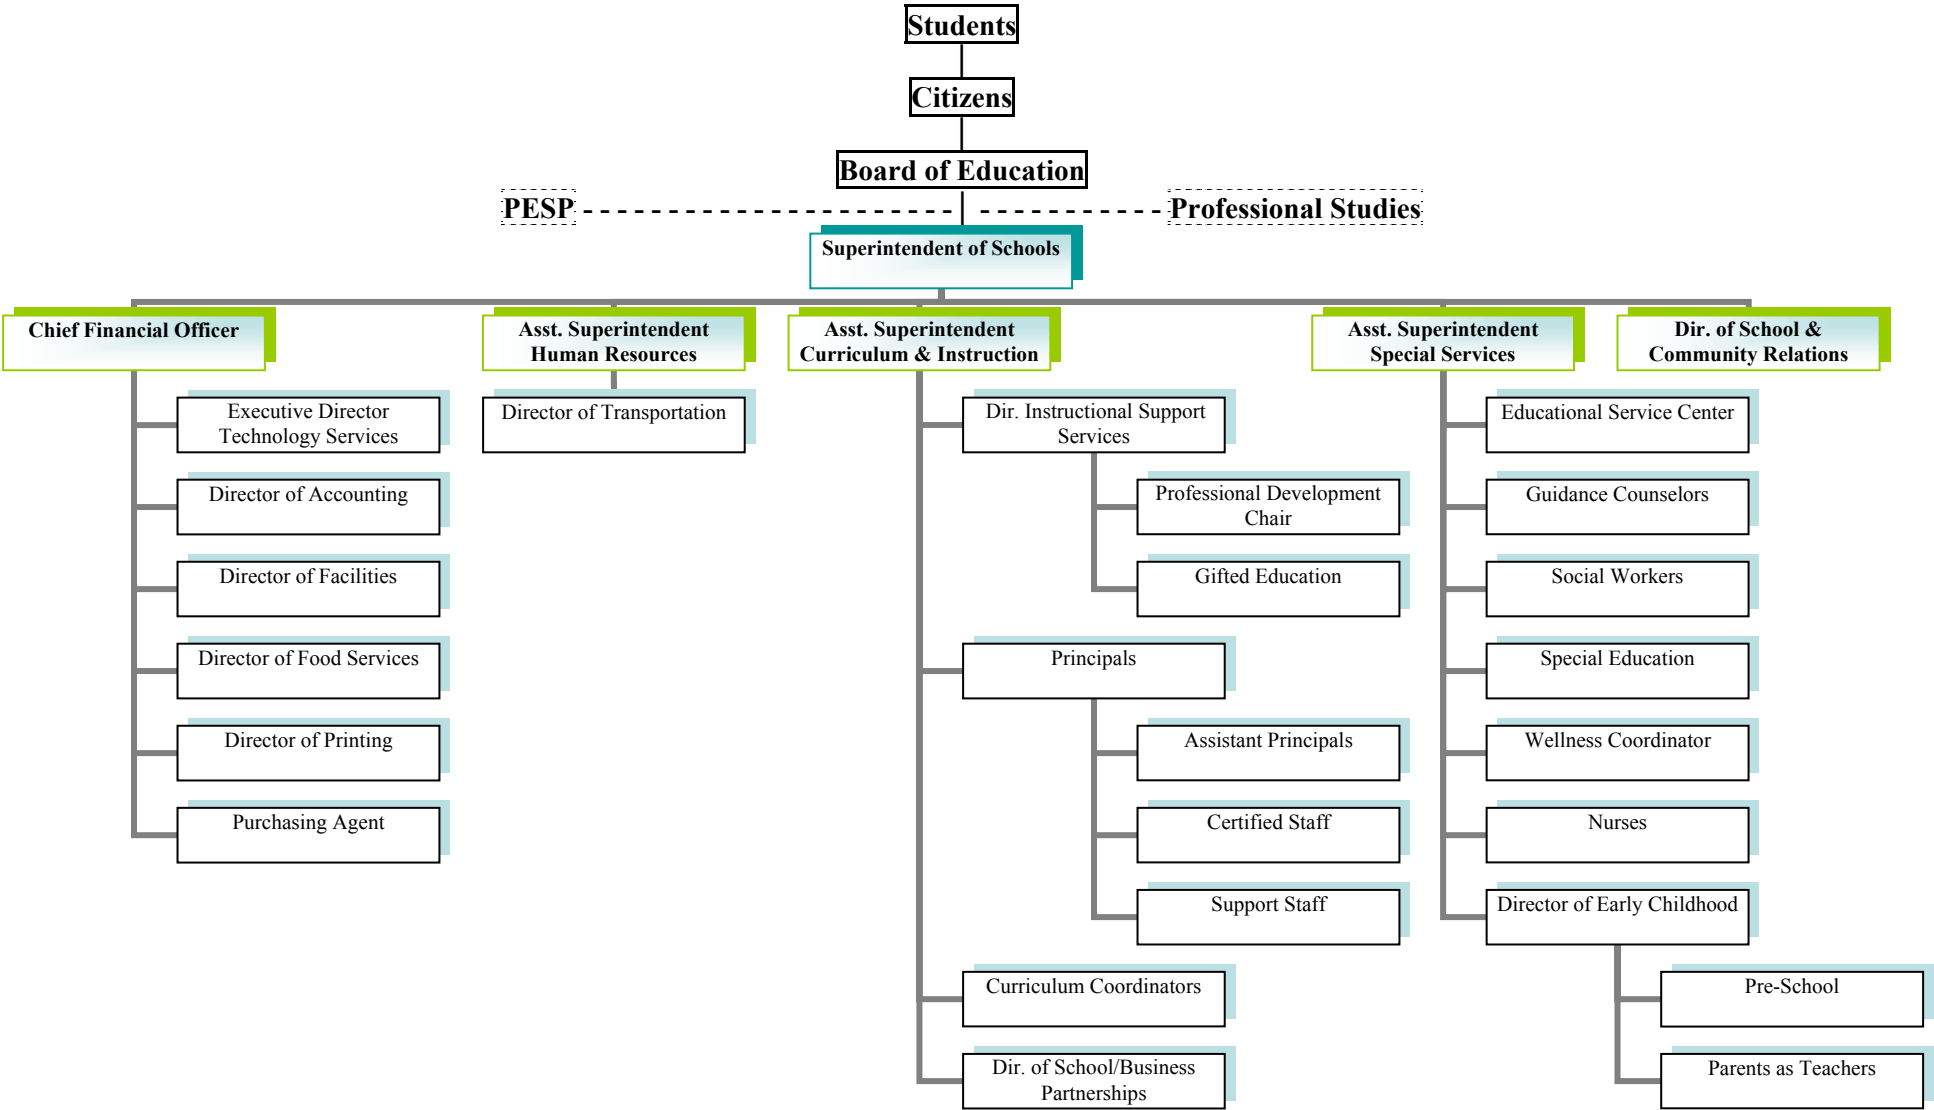 Students
Citizens
Board of Education
PESP
Professional Studies
Superintendent of Schools
Chief Financial Officer
Executive Director
Technology Services
Director of Accounting
Director of Facilities
Director of Food Services
Director of Printing
Purchasing Agent
Asst. Superintendent
Human Resources
Director of Transportation
Asst. Superintendent
Curriculum & Instruction
Dir. Instructional Support
Services
Professional Development
Chair
Gifted Education
Principals
Assistant Principals
Certified Staff
Support Staff
Curriculum Coordinators
Dir. of School/Business
Partnerships
Asst. Superintendent
Special Services
Educational Service Center
Guidance Counselors
Social Workers
Special Education
Wellness Coordinator
Nurses
Director of Early Childhood
Pre-School
Parents as Teachers
Dir. of School &
Community Relations